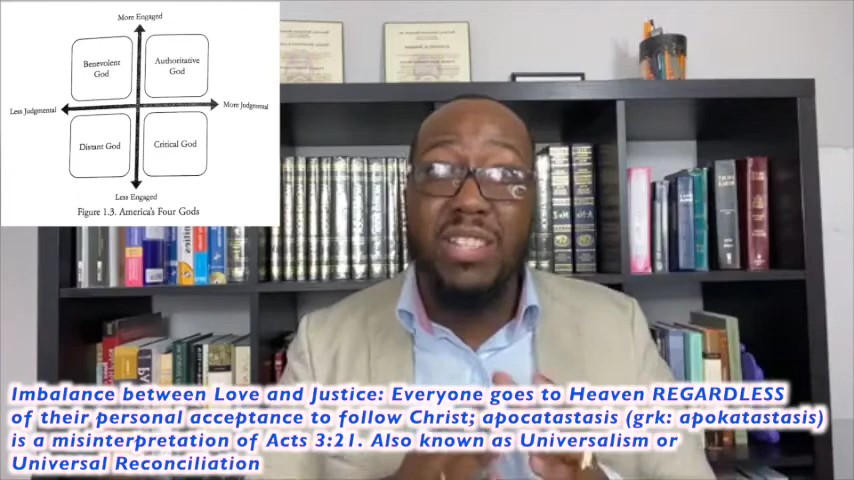 More Engaged
Benevolent
God
Authoritative
God
Less Judgmental
More Judgmental
Distant God
Critical God
Less Engaged
Figure 1.3. America's Four Gods
Imbalance between Love and Justice: Everyone goes to Heaven REGARDLESS
of their personal acceptance to follow Christ; apocatastasis (grk: apokatastasis)
is a misinterpretation of Acts 3:21. Also known as Universalism or
Universal Reconciliation